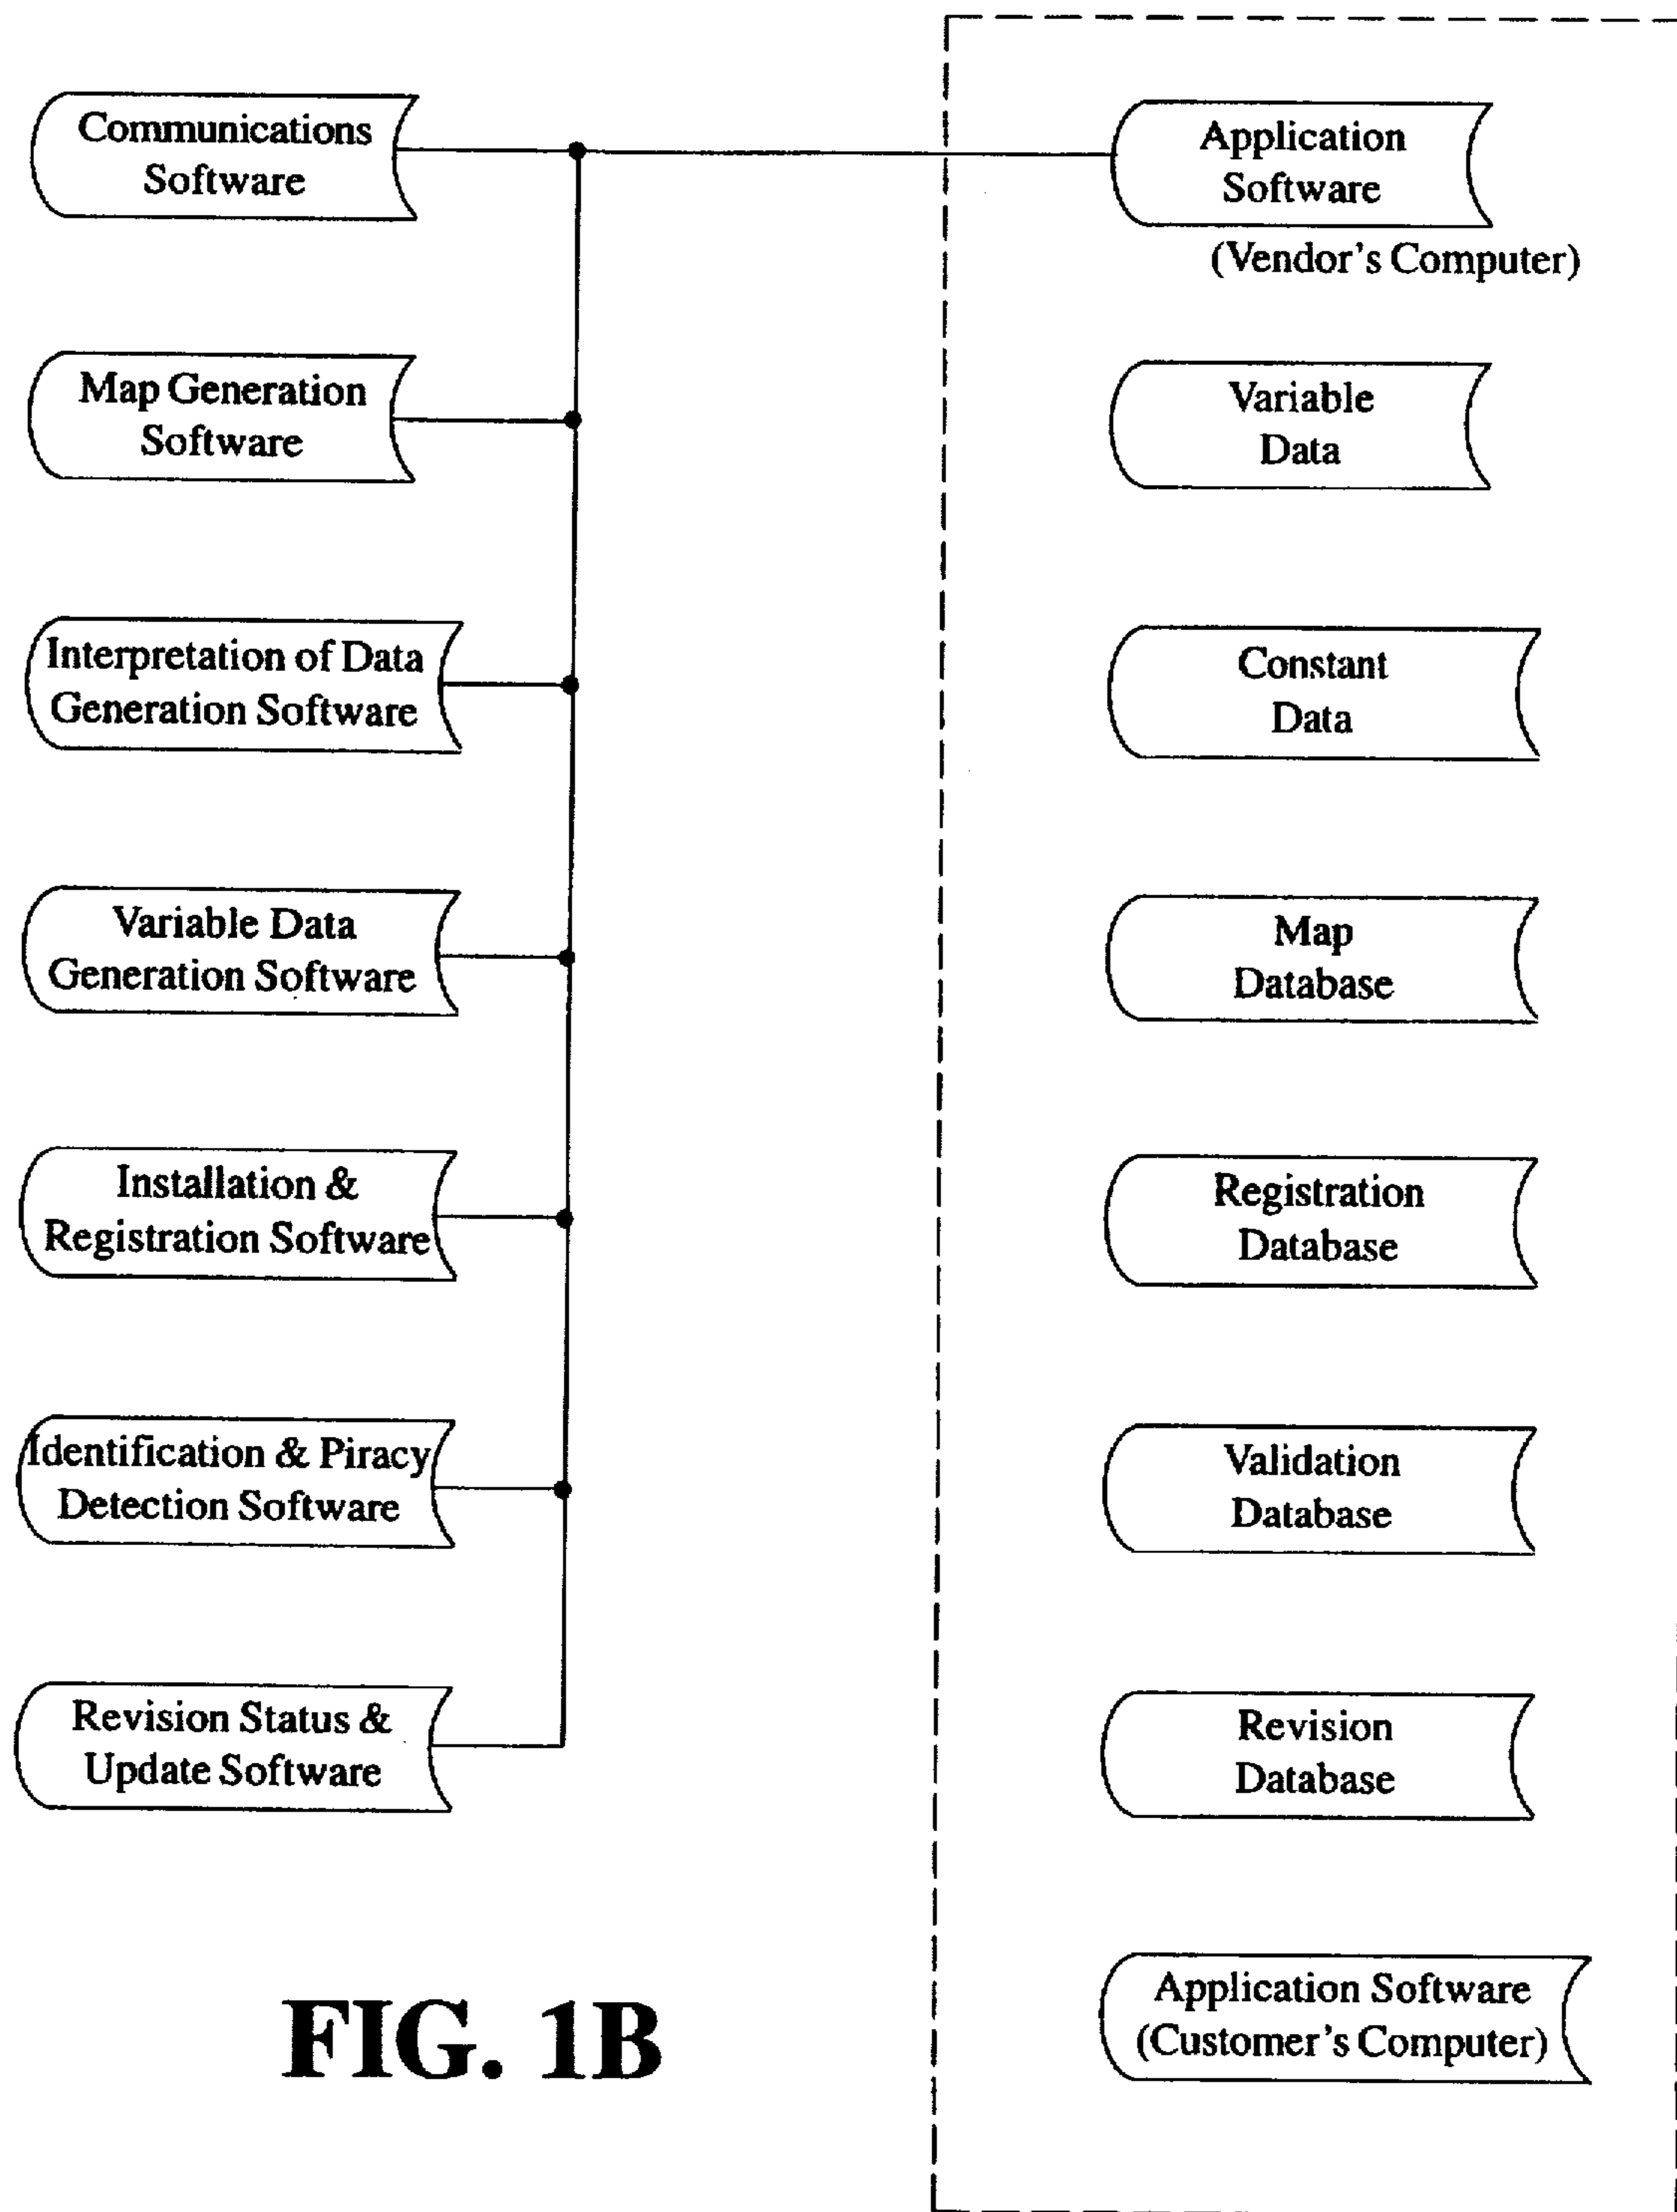 Communications
Software
Map Generation
Software
Interpretation of Data
Generation Software
Variable Data
Generation Software
Installation &
Registration Software
Identification & Piracy
Detection Software
Revision Status &
Update Software
FIG. 1B
Application
Software
(Vendor's Computer)
Variable
Data
Constant
Data
Map
Database
Registration
Database
Validation
Database
Revision
Database
Application Software
(Customer's Computer)